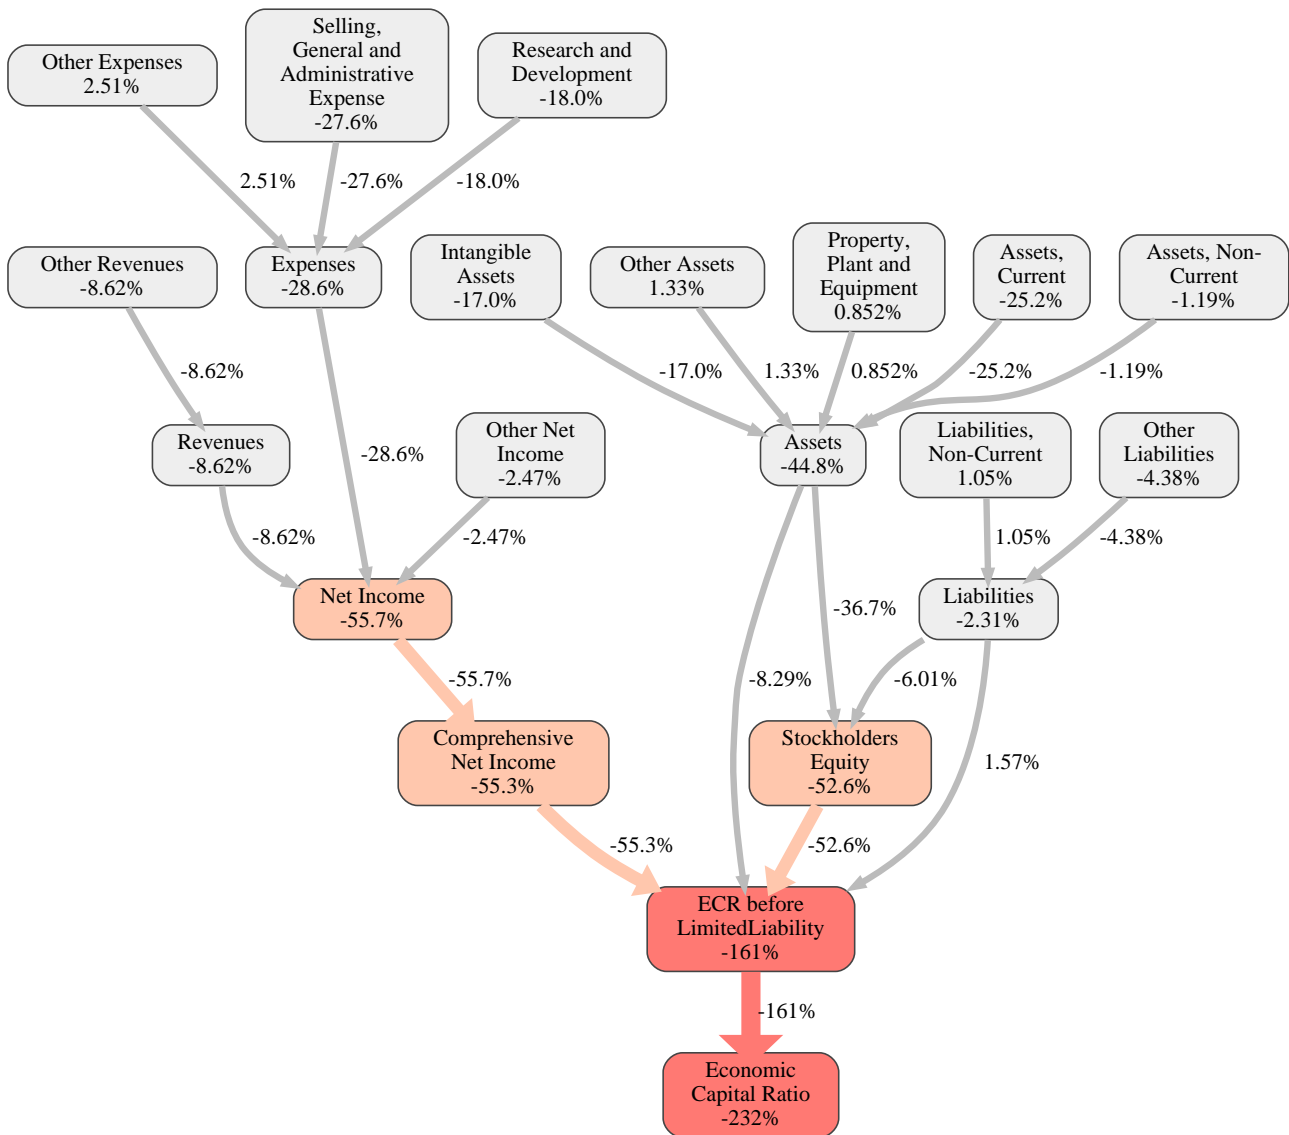 Other Expenses
2.51%
Selling,
General and
Administrative
Expense
-27.6%
Research and
Development
-18.0%
2.51%
-27.6%
-18.0%
Other Revenues
-8.62%
Expenses
-28.6%
Intangible
Assets
-17.0%
Other Assets
1.33%
Property,
Plant and
Equipment
0.852%
Assets,
Current
-25.2%
Assets, Non-
Current
-1.19%
-8.62%
-17.0%
1.33%
0.852%
-25.2%
-1.19%
Revenues
-8.62%
-28.6%
Other Net
Income
-2.47%
Assets
-44.8%
Liabilities,
Non-Current
1.05%
Other
Liabilities
-4.38%
-8.62%
-2.47%
1.05%
-4.38%
Net Income
-55.7%
-36.7%
Liabilities
-2.31%
-55.7%
-8.29%
-6.01%
Comprehensive
Net Income
-55.3%
Stockholders
Equity
-52.6%
1.57%
-55.3%
-52.6%
ECR before
LimitedLiability
-161%
-161%
Economic
Capital Ratio
-232%